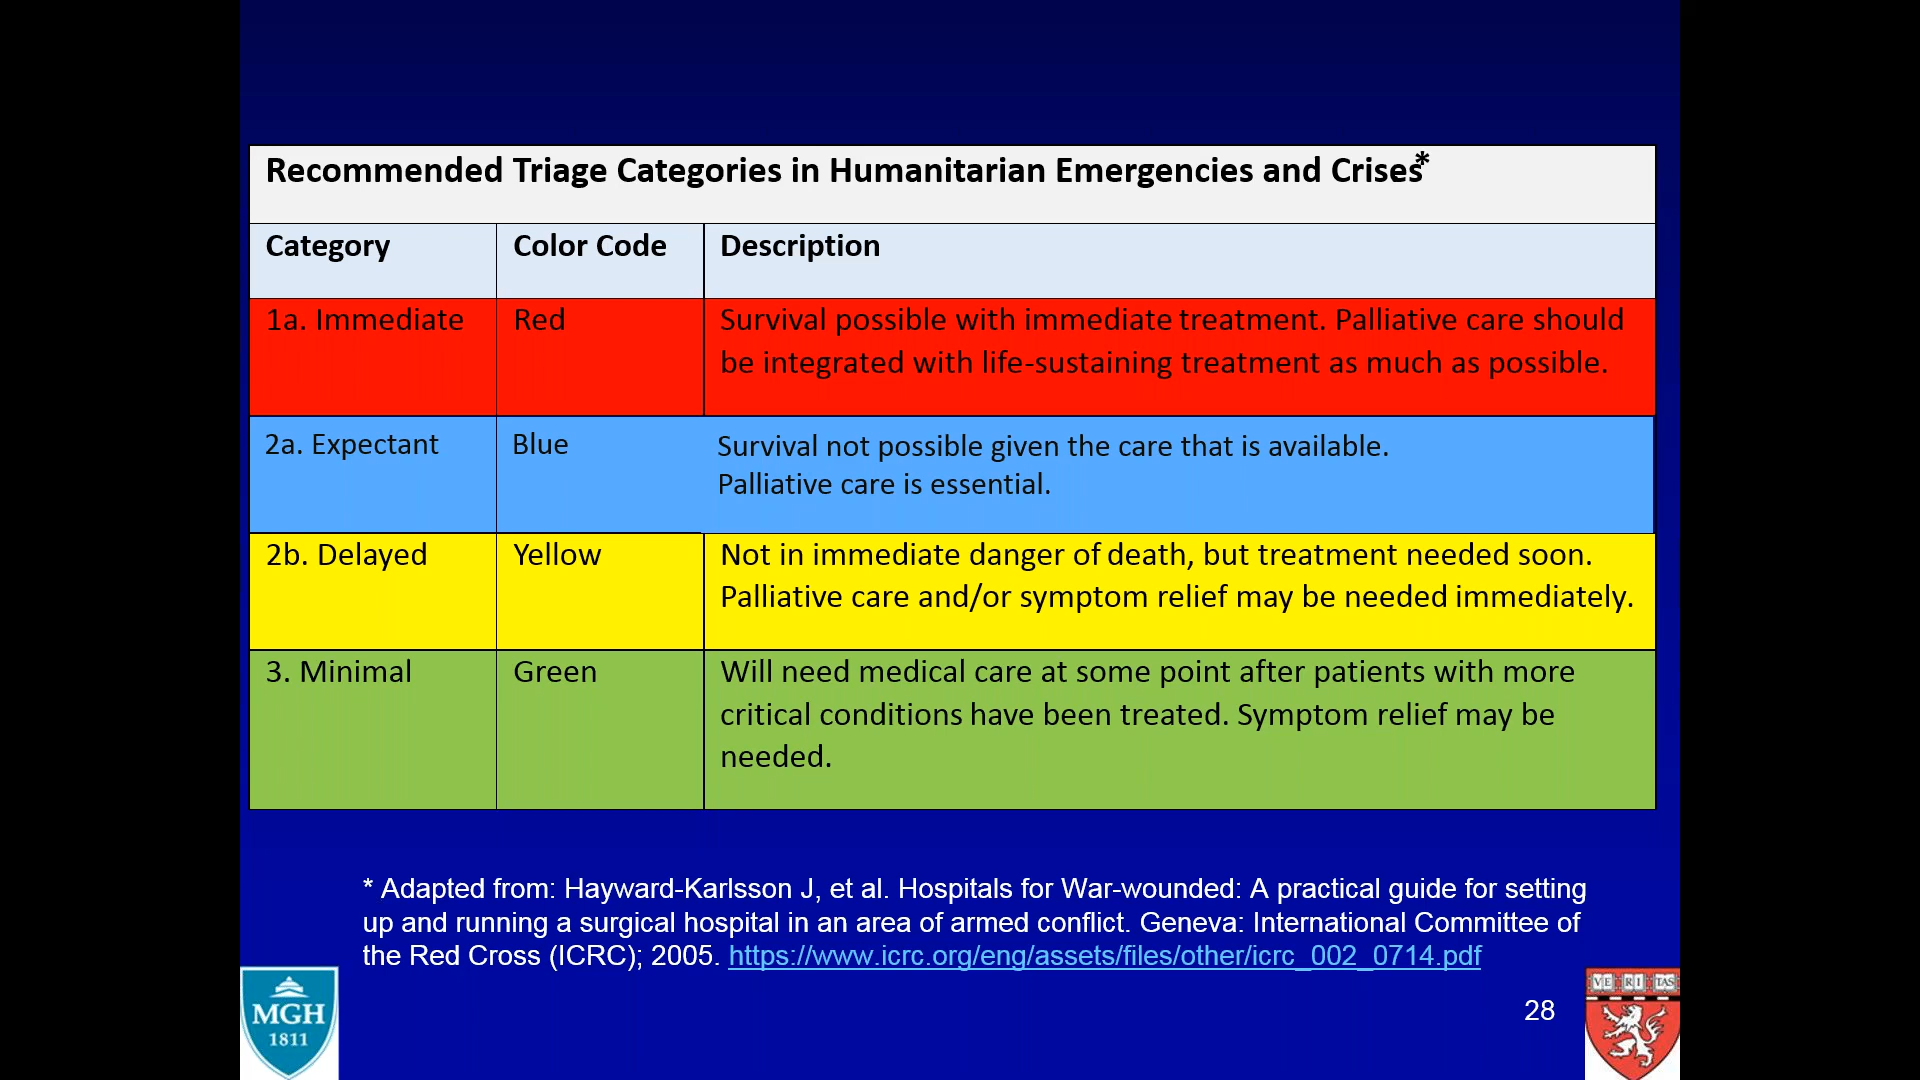 Recommended Triage Categories in Humanitarian Emergencies and Crises*
Category Color Code Description
1a. Immediate Red Survival possible with immediate treatment. Palliative care should
be integrated with life-sustaining treatment as much as possible.
2a. Expectant Blue Survival not possible given the care that is available.
Palliative care is essential.
2b. Delayed Yellow Not in immediate danger of death, but treatment needed soon.
Palliative care and/or symptom relief may be needed immediately.
3. Minimal Green Will need medical care at some point after patients with more
critical conditions have been treated. Symptom relief may be
needed.
* Adapted from: Hayward-Karlsson J, et al. Hospitals for War-wounded: A practical guide for setting
up and running a surgical hospital in an area of armed conflict. Geneva: International Committee of
the Red Cross (ICRC); 2005. https://www.icrc.org/eng/assets/files/other/icrc_002_0714.pdf
MGH
1811
28
VE RI TAS